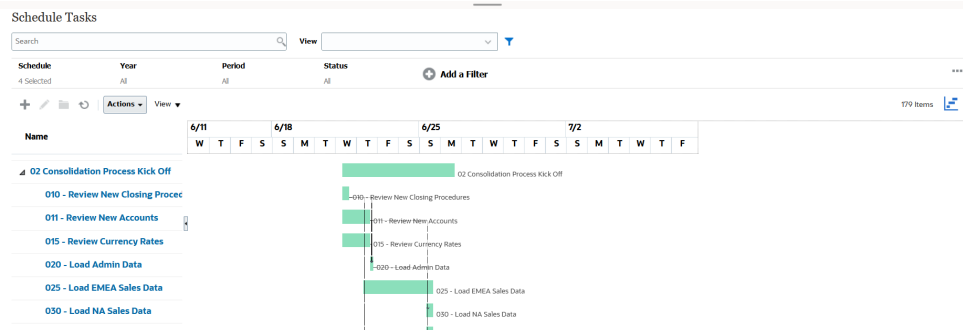 Schedule Tasks
Search
View
Schedule Year Period Status
4 Selected All All All
Add a Filter
Actions View
179 Items
Name
6/11 6/18 6/25 7/2
W T F S S M T W T F S S M T W T F S S M T W T F
02 Consolidation Process Kick Off 02 Consolidation Process Kick Off
010 - Review New Closing Proced 010 - Review New Closing Procedures
011 - Review New Accounts 011 - Review New Accounts
015 - Review Currency Rates 015 - Review Currency Rates
020 - Load Admin Data 020 - Load Admin Data
025 - Load EMEA Sales Data 025 - Load EMEA Sales Data
030 - Load NA Sales Data 030 - Load NA Sales Data